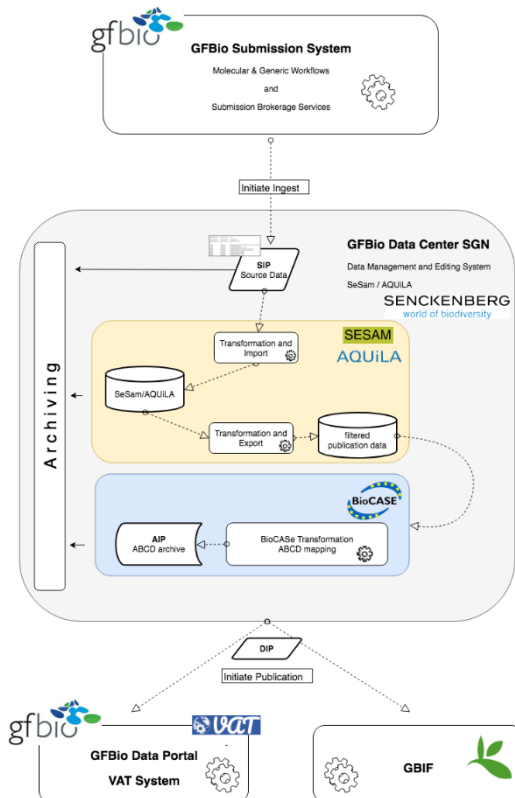 gfbio
GFBio Submission System
Molecular & Generic Workflows
and
Submission Brokerage Services
Initiate Ingest
GFBio Data Center SGN
Data Management and Editing System
SeSam / AQUiLA
SENCKENBERG
world of biodiversity
SIP
Source Data
Archiving
SESAM
AQUiLA
Transformation and
Import
SeSam/AQUiLA
Transformation and
Export
filtered
publication data
BioCASE
AIP
ABCD archive
BioCASe Transformation
ABCD mapping
DIP
Initiate Publication
gfbio
VAT
GFBio Data Portal
VAT System
GBIF